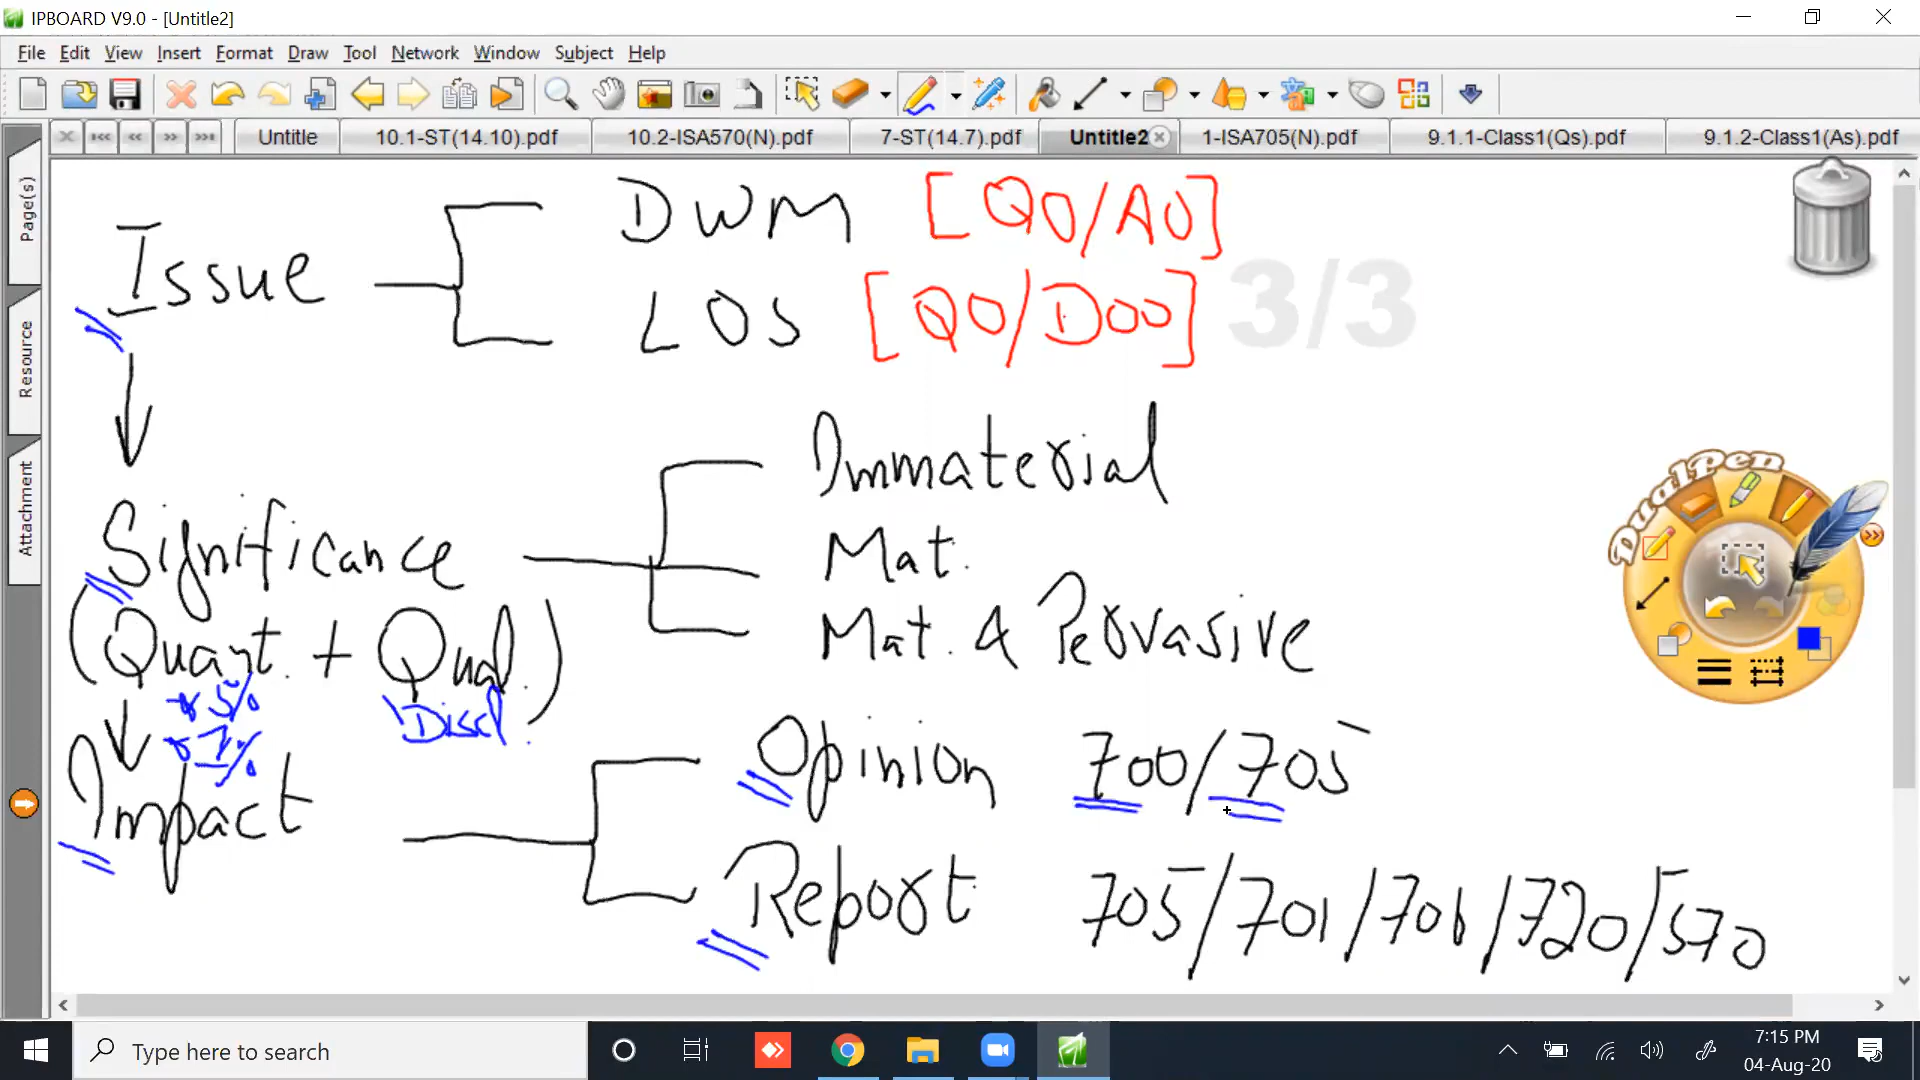 IPBOARD V9.0 - [Untitle2]
File Edit View Insert Format Draw Tool Network Window Subject Help
Untitle 10.1-ST(14.10).pdf 10.2-ISA570(N).pdf 7-ST(14.7).pdf Untitle2 1-ISA705(N).pdf 9.1.1-Class1(Qs).pdf 9.1.2-Class1(As).pdf
Page(s)
Resource
Attachment
3/3
Issue
DWM [QO/AO]
LOS [QO/DOO]
Significance
(Quant. + Qual.)
5%
1%
Discl.
Immaterial
Mat.
Mat. & Pervasive
Impact
Opinion 700/705
Report 705/701/706/720/570
DualPen
Type here to search
7:15 PM
04-Aug-20